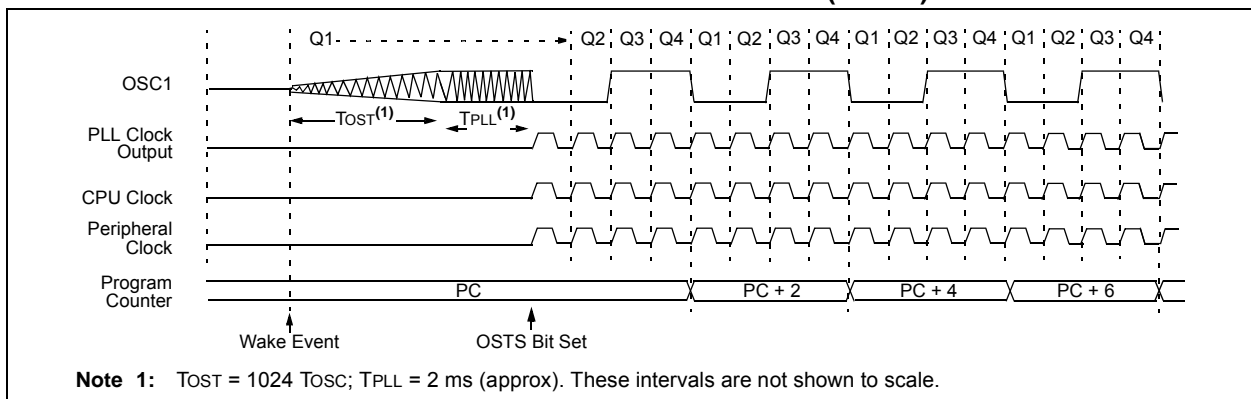 Q1 Q2 Q3 Q4 Q1 Q2 Q3 Q4 Q1 Q2 Q3 Q4 Q1 Q2 Q3 Q4
OSC1
TOST(1) TPLL(1)
PLL Clock
Output
CPU Clock
Peripheral
Clock
Program
Counter
PC PC + 2 PC + 4 PC + 6
Wake Event OSTS Bit Set
Note 1: TOST = 1024 TOSC; TPLL = 2 ms (approx). These intervals are not shown to scale.